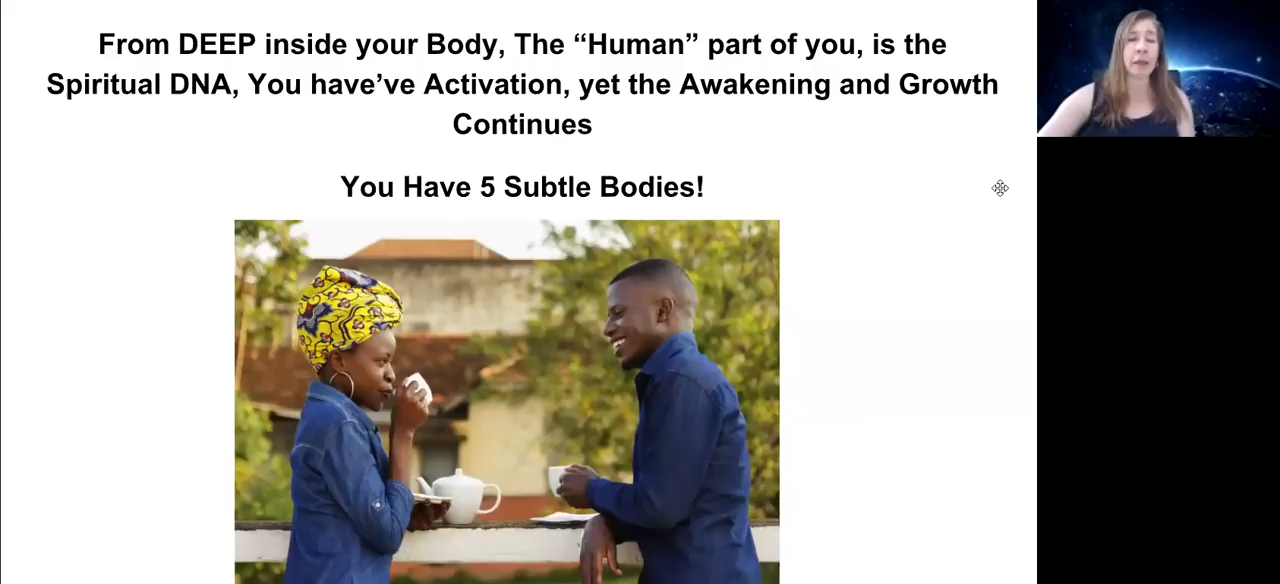 From DEEP inside your Body, The “Human” part of you, is the
Spiritual DNA, You have’ve Activation, yet the Awakening and Growth
Continues
You Have 5 Subtle Bodies!